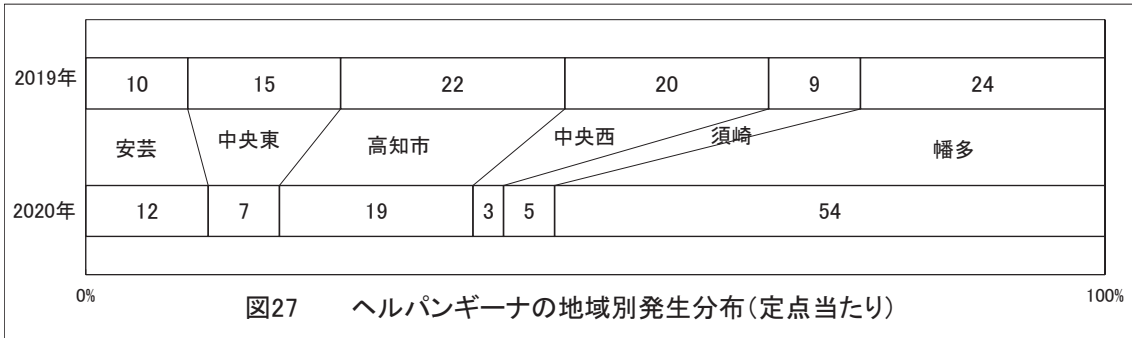 2019年 10 15 22 20 9 24
安芸 中央東 高知市 中央西 須崎 幡多
2020年 12 7 19 3 5 54
0% 100%
図27 ヘルパンギーナの地域別発生分布(定点当たり)